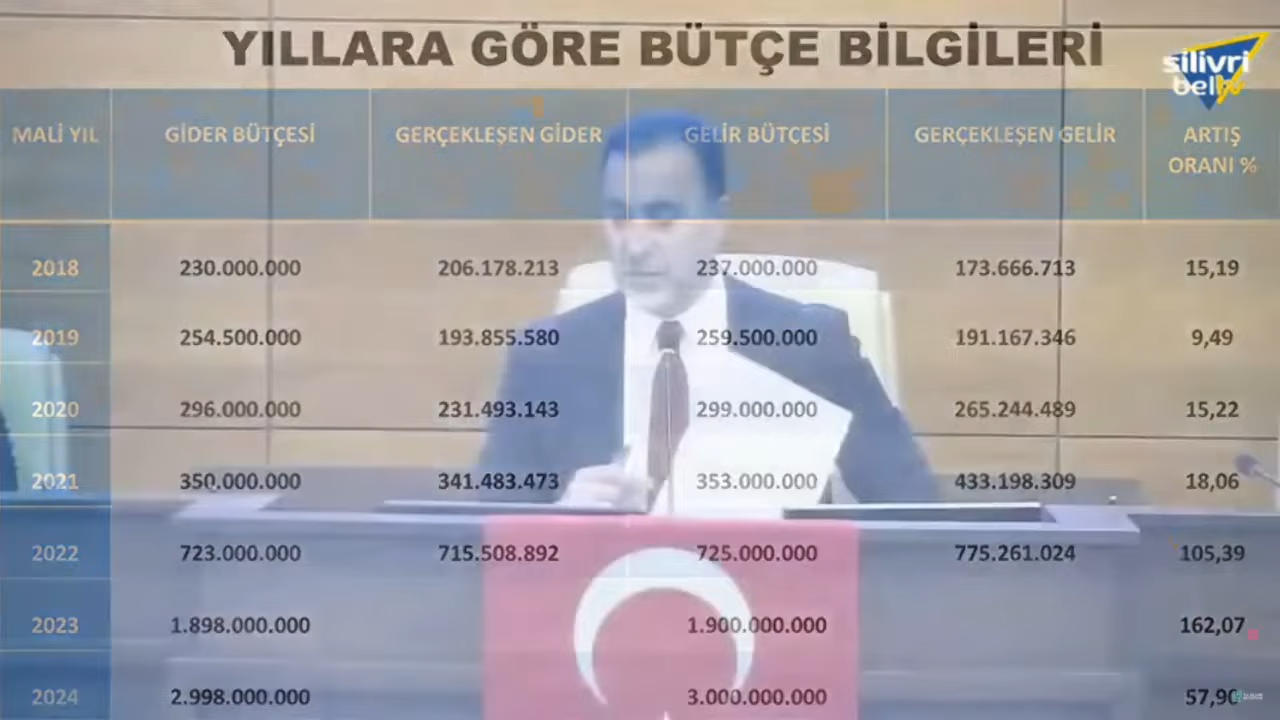 YILLARA GÖRE BÜTÇE BİLGİLERİ
silivri
beltv
MALİ YIL GİDER BÜTÇESİ GERÇEKLEŞEN GİDER GELİR BÜTÇESİ GERÇEKLEŞEN GELİR ARTIŞ
ORANI %
2018 230.000.000 206.178.213 237.000.000 173.666.713 15,19
2019 254.500.000 193.855.580 259.500.000 191.167.346 9,49
2020 296.000.000 231.493.143 299.000.000 265.244.489 15,22
2021 350.000.000 341.483.473 353.000.000 433.198.309 18,06
2022 723.000.000 715.508.892 725.000.000 775.261.024 105,39
2023 1.898.000.000 1.900.000.000 162,07
2024 2.998.000.000 3.000.000.000